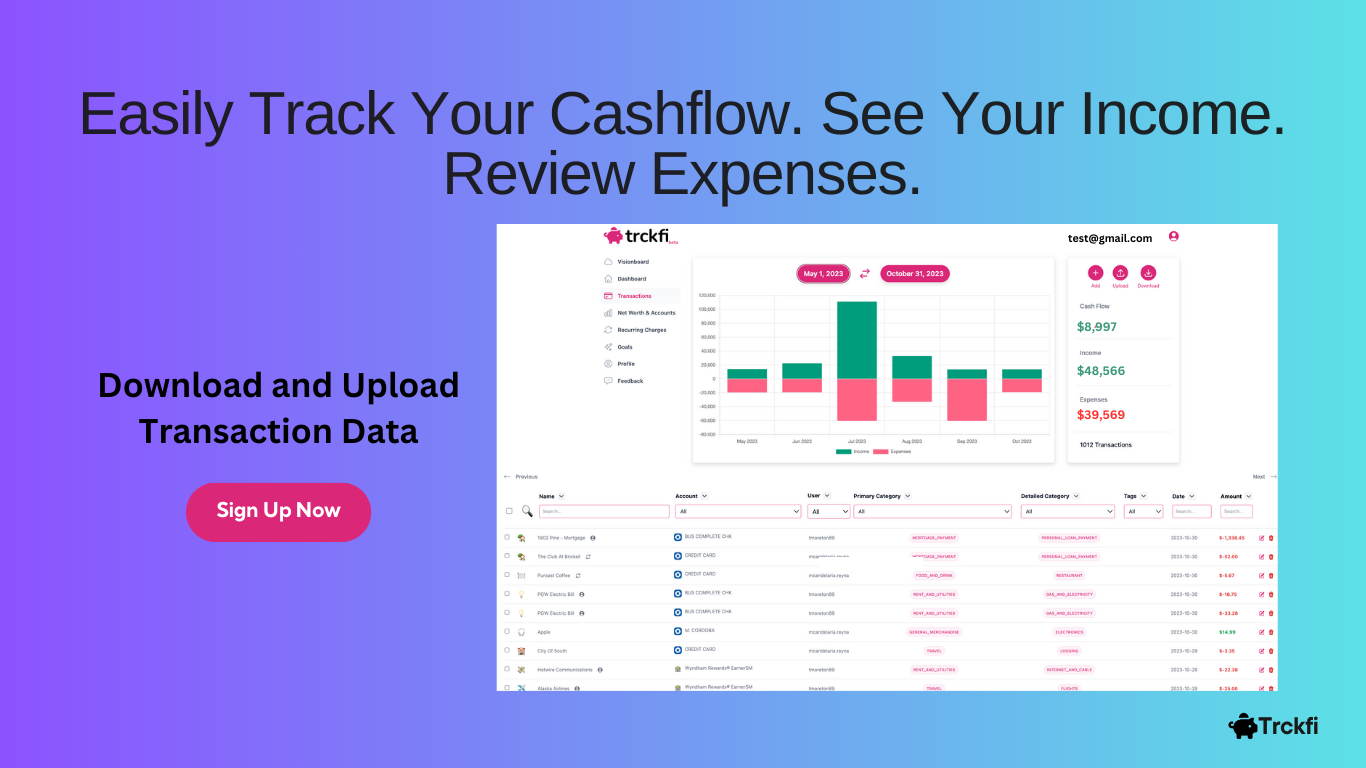 Easily Track Your Cashflow. See Your Income.
Review Expenses.
Download and Upload
Transaction Data
Sign Up Now
trckfi
beta
test@gmail.com
Visionboard
Dashboard
Transactions
Net Worth & Accounts
Recurring Charges
Goals
Profile
Feedback
May 1, 2023
October 31, 2023
120,000
100,000
80,000
60,000
40,000
20,000
0
-20,000
-40,000
-60,000
-80,000
May 2023 Jun 2023 Jul 2023 Aug 2023 Sep 2023 Oct 2023
Income Expenses
Add Upload Download
Cash Flow
$8,997
Income
$48,566
Expenses
$39,569
1012 Transactions
Previous
Next
Name Account User Primary Category Detailed Category Tags Date Amount
Search... All All All All All Search... Search...
Pine - Mortgage BUS COMPLETE CHK tmoreton89 MORTGAGE_PAYMENT PERSONAL_LOAN_PAYMENT 2023-10-30 $-1,338.45
The Club At Brickell CREDIT CARD PERSONAL_LOAN_PAYMENT 2023-10-30 $-52.00
Puroast Coffee CREDIT CARD mcandelaria.reyna FOOD_AND_DRINK RESTAURANT 2023-10-30 $-5.67
PGW Electric Bill BUS COMPLETE CHK tmoreton89 RENT_AND_UTILITIES GAS_AND_ELECTRICITY 2023-10-30 $-18.75
PGW Electric Bill BUS COMPLETE CHK tmoreton89 RENT_AND_UTILITIES GAS_AND_ELECTRICITY 2023-10-30 $-33.28
Apple M. CORDOBA mcandelaria.reyna GENERAL_MERCHANDISE ELECTRONICS 2023-10-30 $14.99
City Of South CREDIT CARD mcandelaria.reyna TRAVEL LODGING 2023-10-29 $-3.35
Hotwire Communications Wyndham Rewards® EarnerSM tmoreton89 RENT_AND_UTILITIES INTERNET_AND_CABLE 2023-10-29 $-22.38
Alaska Airlines Wyndham Rewards® EarnerSM tmoreton89 TRAVEL FLIGHTS 2023-10-29 $-25.00
Trckfi